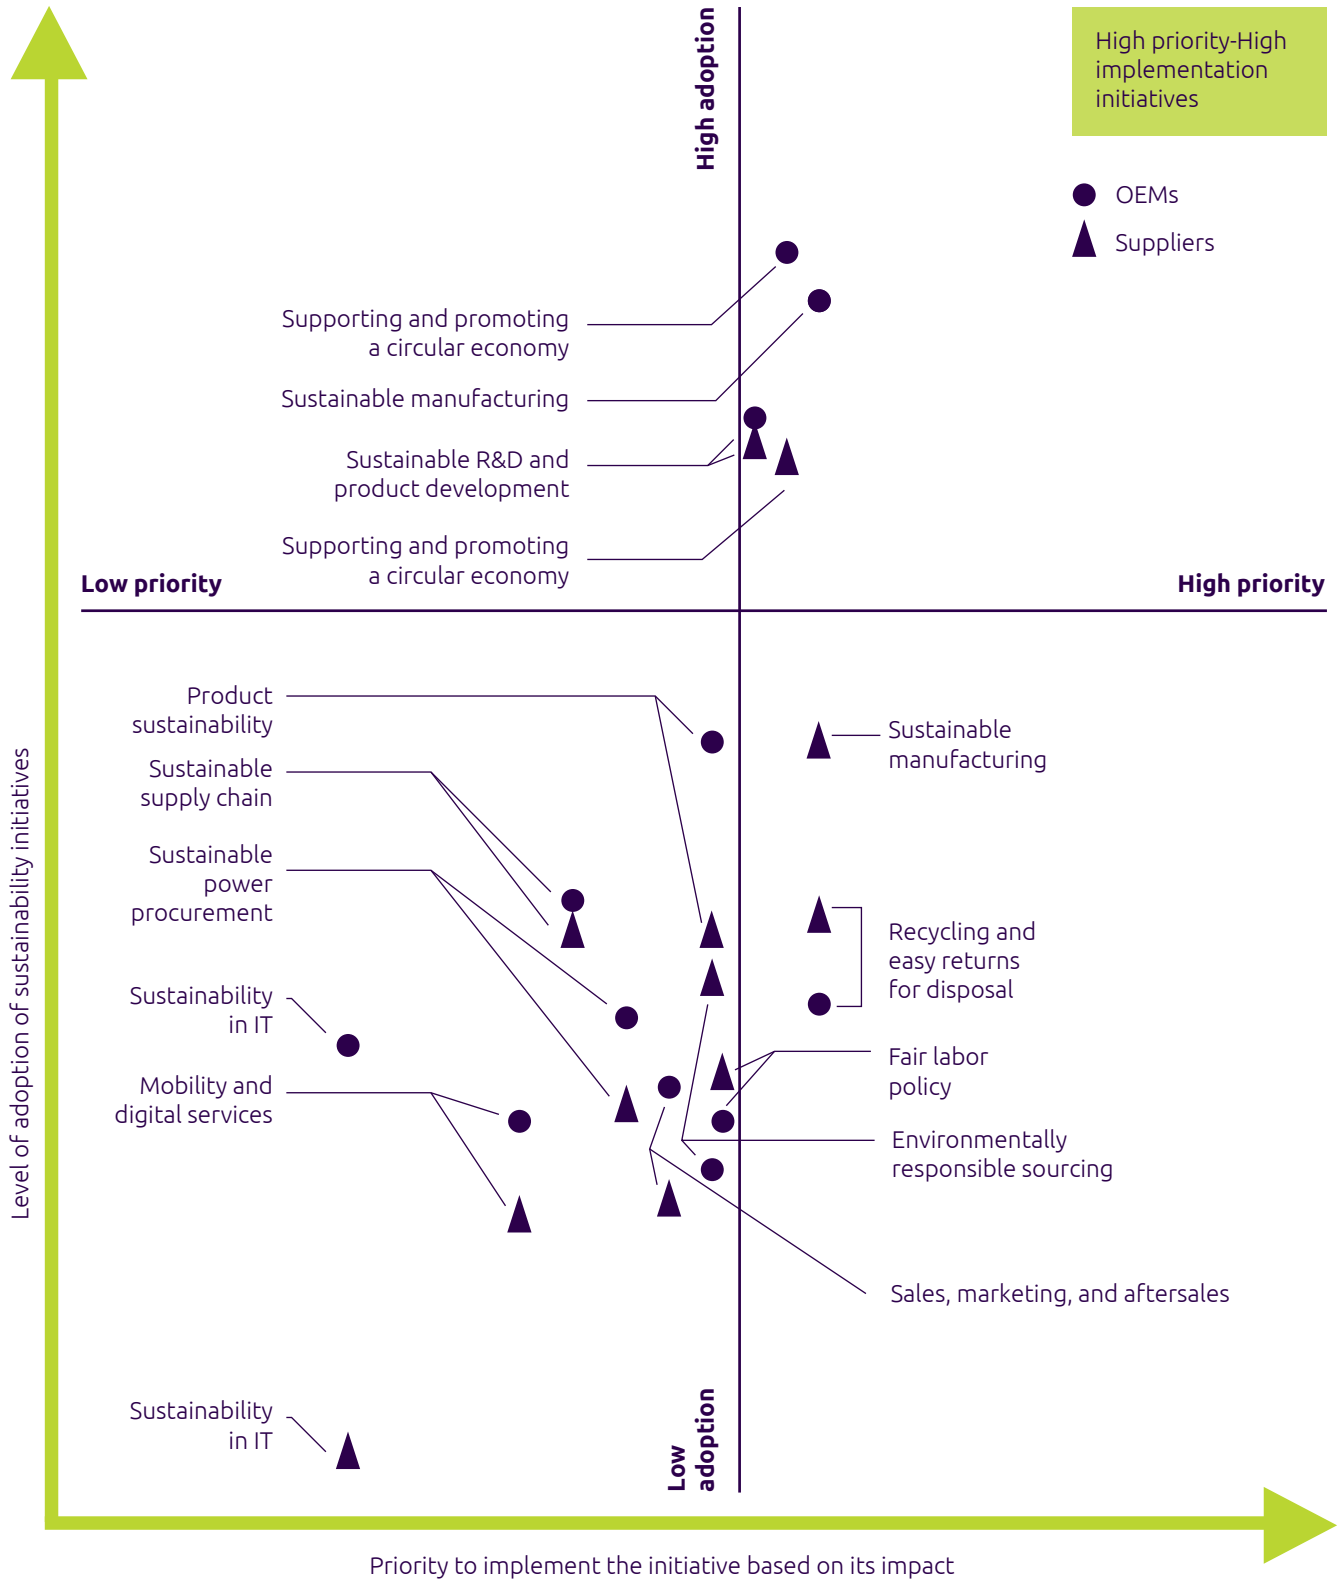 High adoption
High priority-High
implementation
initiatives
OEMs
Suppliers
Supporting and promoting
a circular economy
Sustainable manufacturing
Sustainable R&D and
product development
Supporting and promoting
a circular economy
Low priority
High priority
Product
sustainability
Sustainable
supply chain
Sustainable
power
procurement
Sustainability
in IT
Mobility and
digital services
Sustainability
in IT
Sustainable
manufacturing
Recycling and
easy returns
for disposal
Fair labor
policy
Environmentally
responsible sourcing
Sales, marketing, and aftersales
Low
adoption
Level of adoption of sustainability initiatives
Priority to implement the initiative based on its impact